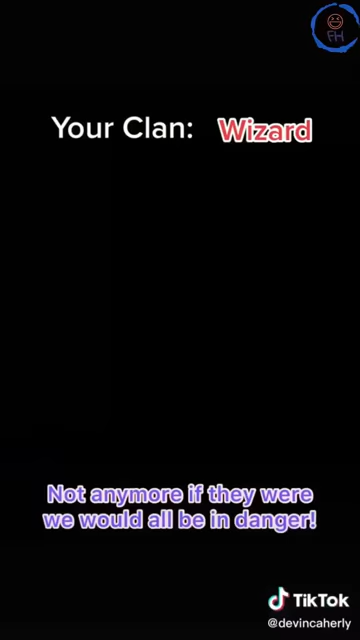 FH
Your Clan: Wizard
Not anymore if they were
we would all be in danger!
TikTok
@devincaherly